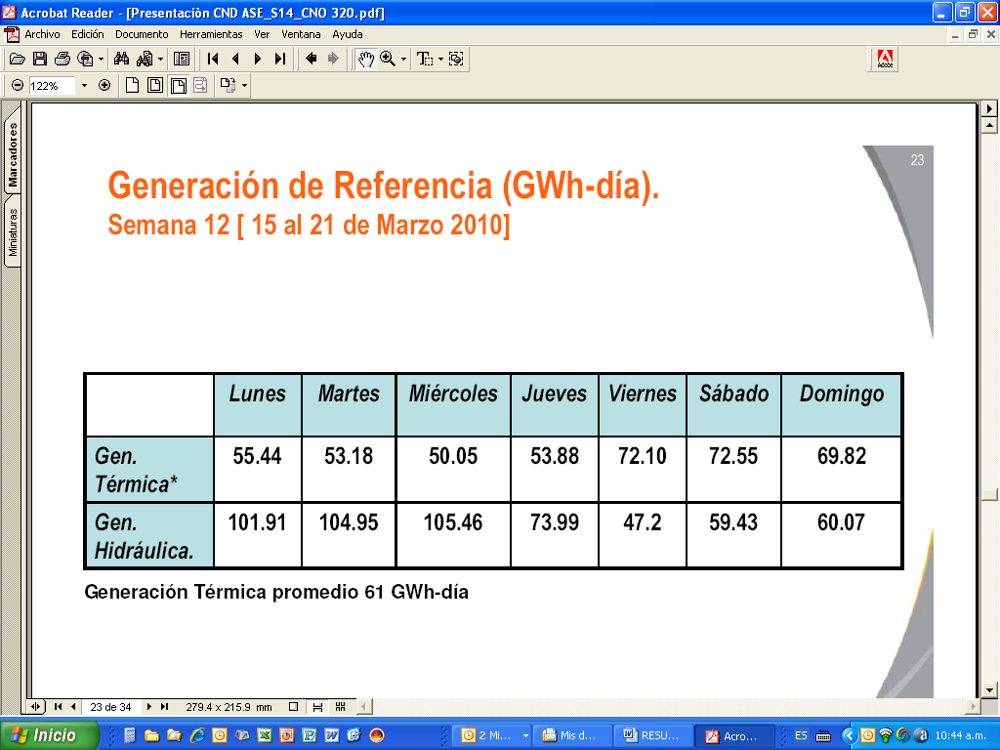 Acrobat Reader - [Presentaciòn CND ASE_S14_CNO 320.pdf]
Archivo Edición Documento Herramientas Ver Ventana Ayuda
Adobe
122%
Marcadores
Miniaturas
23
Generación de Referencia (GWh-día).
Semana 12 [ 15 al 21 de Marzo 2010]
Lunes Martes Miércoles Jueves Viernes Sábado Domingo
Gen. Térmica* 55.44 53.18 50.05 53.88 72.10 72.55 69.82
Gen. Hidráulica. 101.91 104.95 105.46 73.99 47.2 59.43 60.07
Generación Térmica promedio 61 GWh-día
23 de 34 279.4 x 215.9 mm
Inicio 2 Mi... Mis d... RESU... Acro... ES 10:44 a.m.